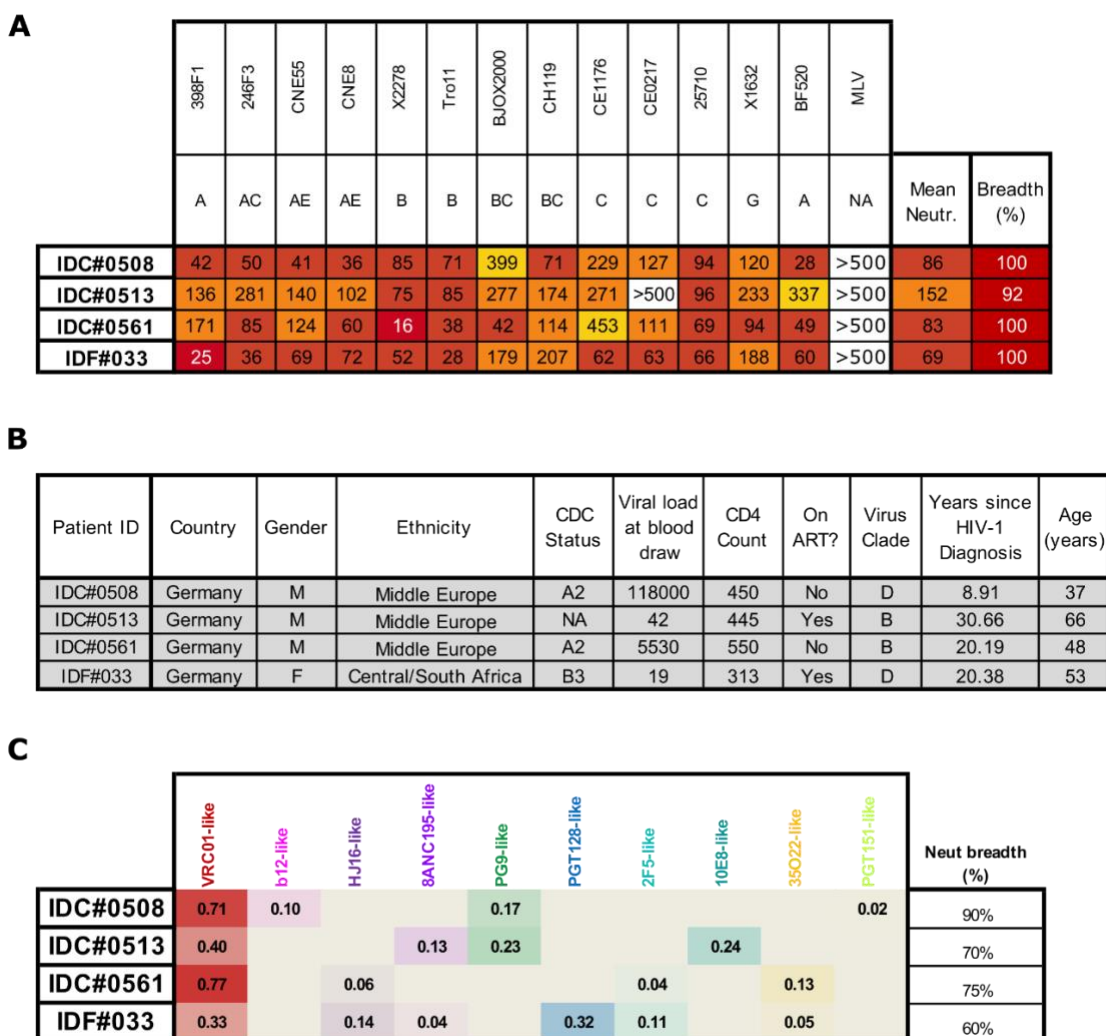 A
398F1 246F3 CNE55 CNE8 X2278 Tro11 BJOX2000 CH119 CE1176 CE0217 25710 X1632 BF520 MLV
A AC AE AE B B BC BC C C C G A NA Mean Neutr. Breadth (%)
IDC#0508 42 50 41 36 85 71 399 71 229 127 94 120 28 >500 86 100
IDC#0513 136 281 140 102 75 85 277 174 271 >500 96 233 337 >500 152 92
IDC#0561 171 85 124 60 16 38 42 114 453 111 69 94 49 >500 83 100
IDF#033 25 36 69 72 52 28 179 207 62 63 66 188 60 >500 69 100
B
Patient ID Country Gender Ethnicity CDC Status Viral load at blood draw CD4 Count On ART? Virus Clade Years since HIV-1 Diagnosis Age (years)
IDC#0508 Germany M Middle Europe A2 118000 450 No D 8.91 37
IDC#0513 Germany M Middle Europe NA 42 445 Yes B 30.66 66
IDC#0561 Germany M Middle Europe A2 5530 550 No B 20.19 48
IDF#033 Germany F Central/South Africa B3 19 313 Yes D 20.38 53
C
VRC01-like b12-like HJ16-like 8ANC195-like PG9-like PGT128-like 2F5-like 10E8-like 35O22-like PGT151-like Neut breadth (%)
IDC#0508 0.71 0.10 0.17 0.02 90%
IDC#0513 0.40 0.13 0.23 0.24 70%
IDC#0561 0.77 0.06 0.04 0.13 75%
IDF#033 0.33 0.14 0.04 0.32 0.11 0.05 60%